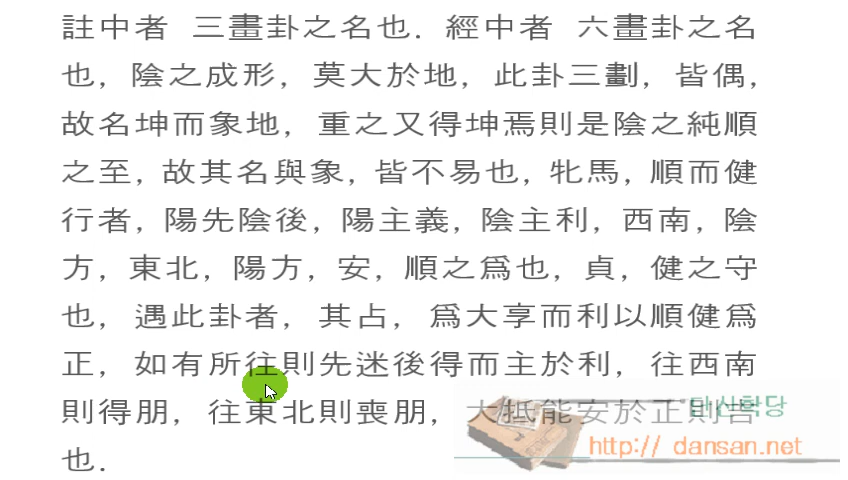 註中者 三畫卦之名也. 經中者 六畫卦之名
也, 陰之成形, 莫大於地, 此卦三劃, 皆偶,
故名坤而象地, 重之又得坤焉則是陰之純順
之至, 故其名與象, 皆不易也, 牝馬, 順而健
行者, 陽先陰後, 陽主義, 陰主利, 西南, 陰
方, 東北, 陽方, 安, 順之爲也, 貞, 健之守
也, 遇此卦者, 其占, 爲大享而利以順健爲
正, 如有所往則先迷後得而主於利, 往西南
則得朋, 往東北則喪朋, 大抵能安於正則吉
也.
단산학당
http:// dansan.net